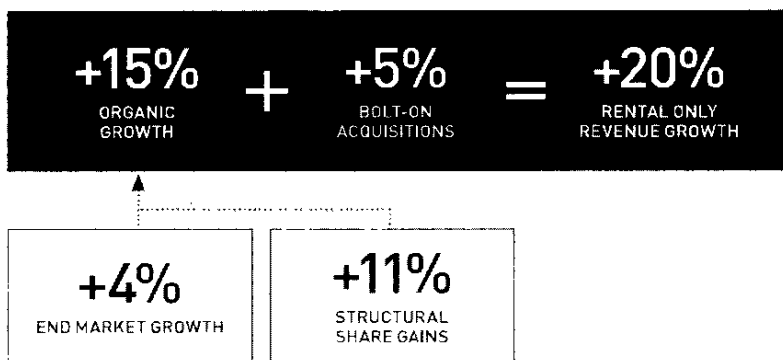 +15%
ORGANIC
GROWTH
+
+5%
BOLT-ON
ACQUISITIONS
=
+20%
RENTAL ONLY
REVENUE GROWTH
+4%
END MARKET GROWTH
+11%
STRUCTURAL
SHARE GAINS